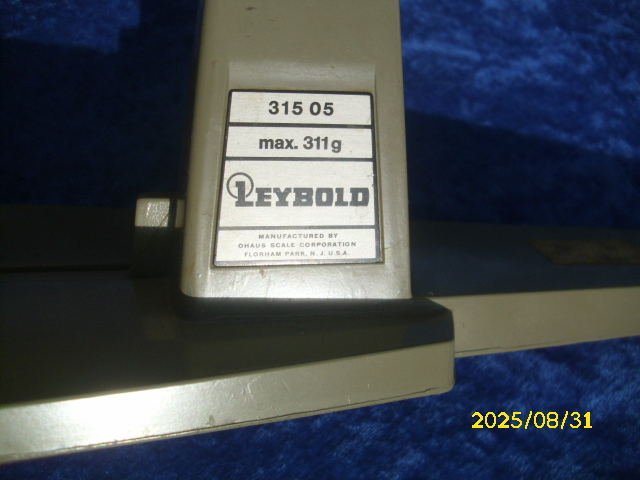 315 05
max. 311g
LEYBOLD
MANUFACTURED BY
OHAUS SCALE CORPORATION
FLORHAM PARK, N. J. U.S.A.
2025/08/31